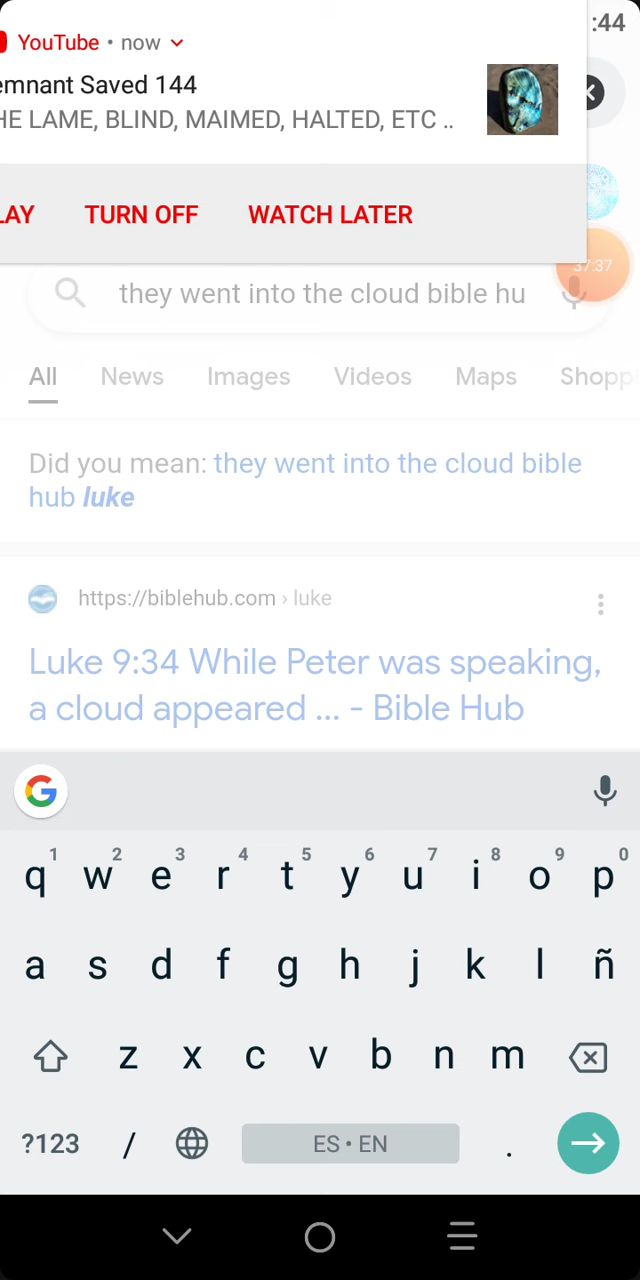 :44
YouTube • now
emnant Saved 144
HE LAME, BLIND, MAIMED, HALTED, ETC ..
LAY TURN OFF WATCH LATER
37:37
they went into the cloud bible hu
All News Images Videos Maps Shopp
Did you mean: they went into the cloud bible
hub luke
https://biblehub.com › luke
Luke 9:34 While Peter was speaking,
a cloud appeared ... - Bible Hub
1 2 3 4 5 6 7 8 9 0
q w e r t y u i o p
a s d f g h j k l ñ
z x c v b n m
?123 / ES • EN .